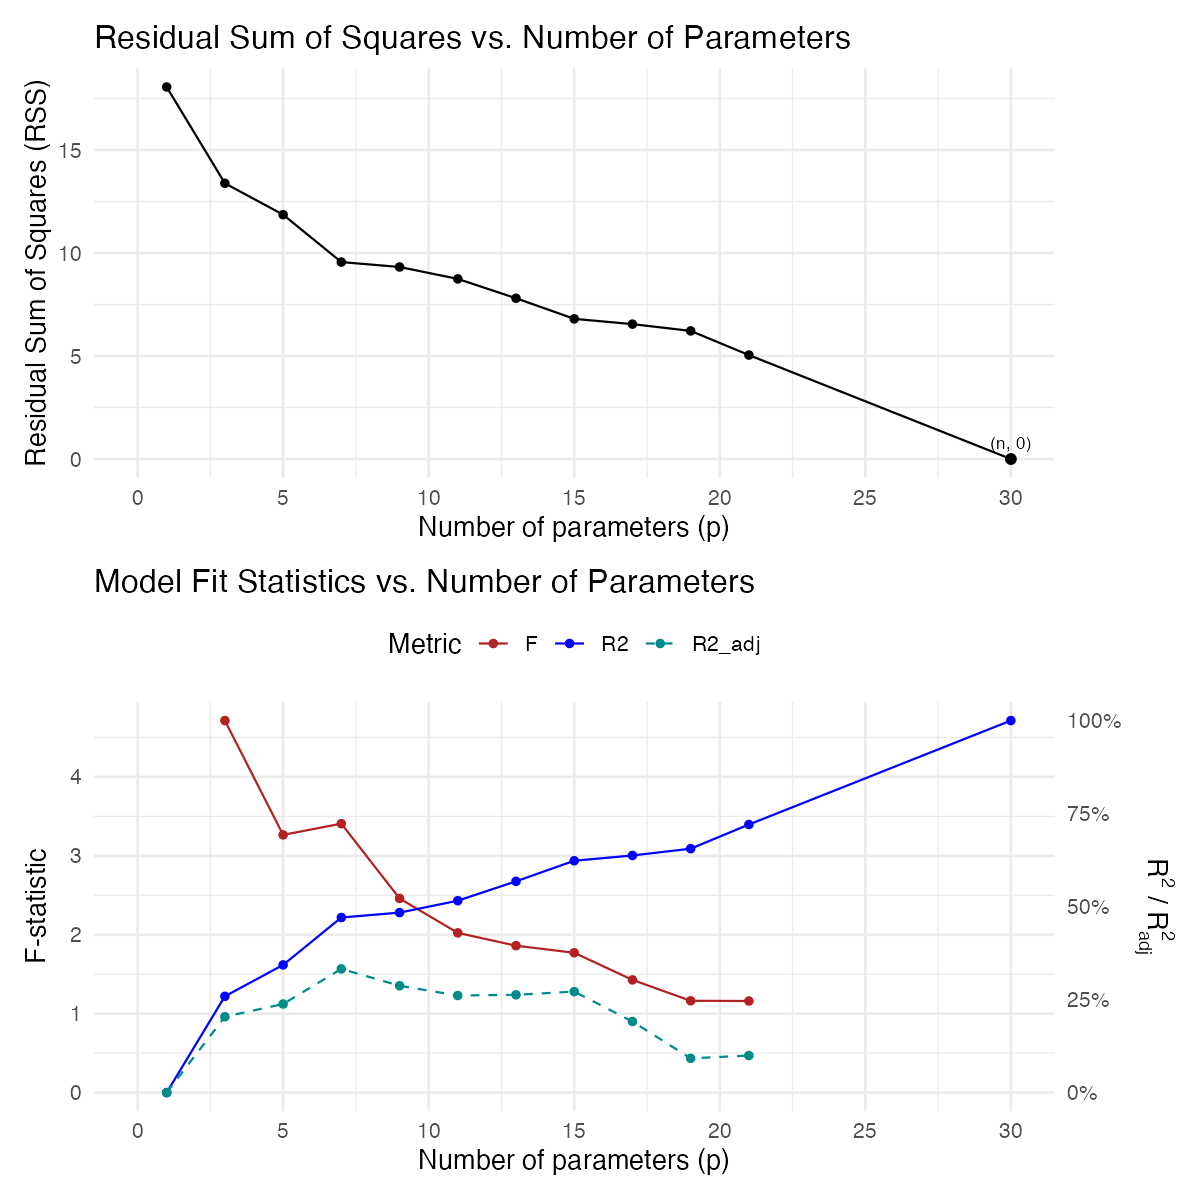 Residual Sum of Squares vs. Number of Parameters
Residual Sum of Squares (RSS)
15
10
5
0
(n, 0)
0 5 10 15 20 25 30
Number of parameters (p)
Model Fit Statistics vs. Number of Parameters
Metric F R2 R2_adj
F-statistic
4
3
2
1
0
100%
75%
50%
25%
0%
R² / R²adj
0 5 10 15 20 25 30
Number of parameters (p)